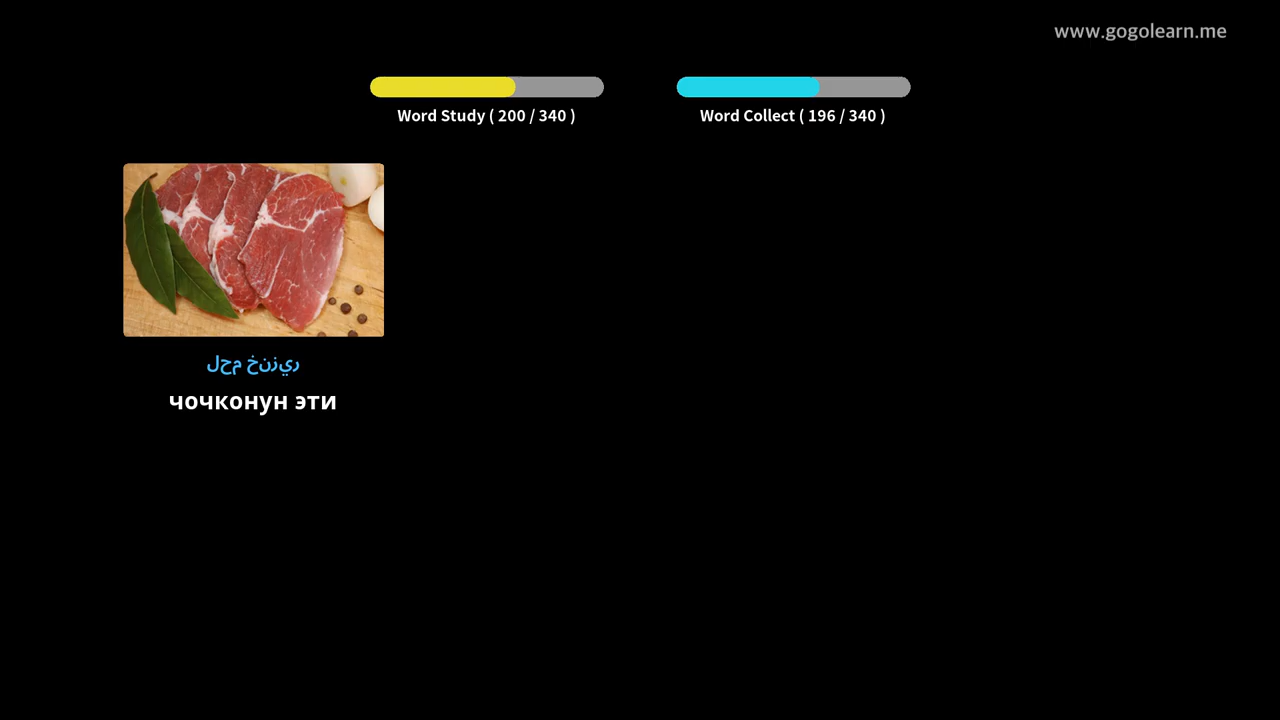 www.gogolearn.me
Word Study ( 200 / 340 )
Word Collect ( 196 / 340 )
لحم خنزير
чочконун эти